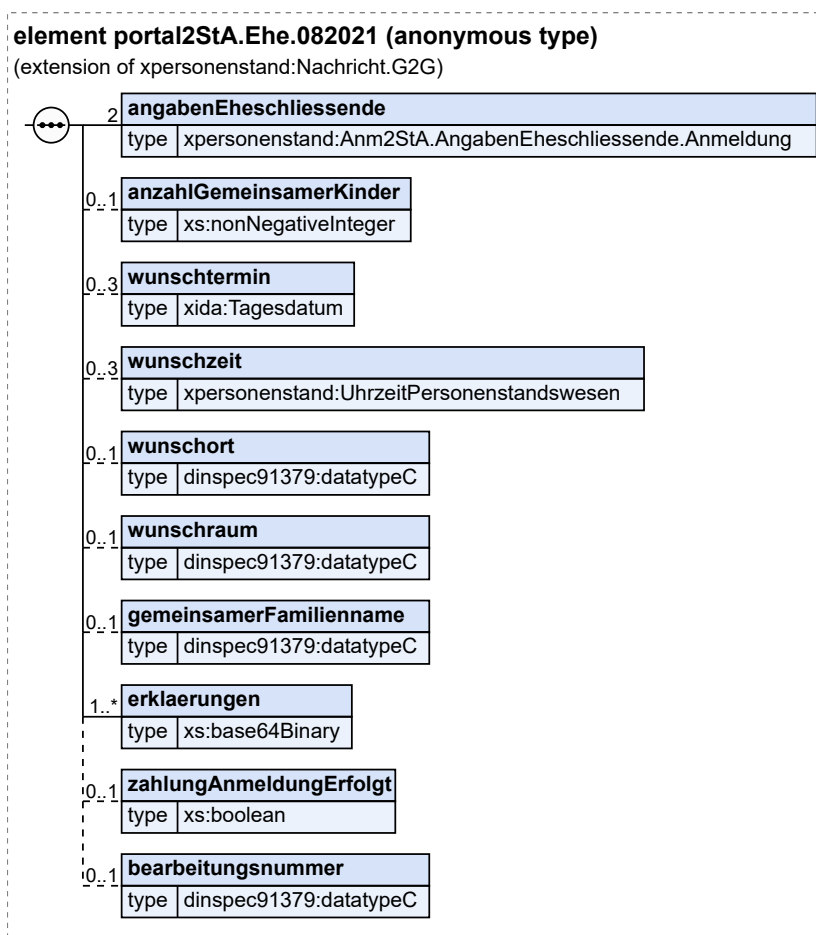 element portal2StA.Ehe.082021 (anonymous type)
(extension of xpersonenstand:Nachricht.G2G)
2 angabenEheschliessende
type xpersonenstand:Anm2StA.AngabenEheschliessende.Anmeldung
0..1 anzahlGemeinsamerKinder
type xs:nonNegativeInteger
0..3 wunschtermin
type xida:Tagesdatum
0..3 wunschzeit
type xpersonenstand:UhrzeitPersonenstandswesen
0..1 wunschort
type dinspec91379:datatypeC
0..1 wunschraum
type dinspec91379:datatypeC
0..1 gemeinsamerFamilienname
type dinspec91379:datatypeC
1..* erklaerungen
type xs:base64Binary
0..1 zahlungAnmeldungErfolgt
type xs:boolean
0..1 bearbeitungsnummer
type dinspec91379:datatypeC